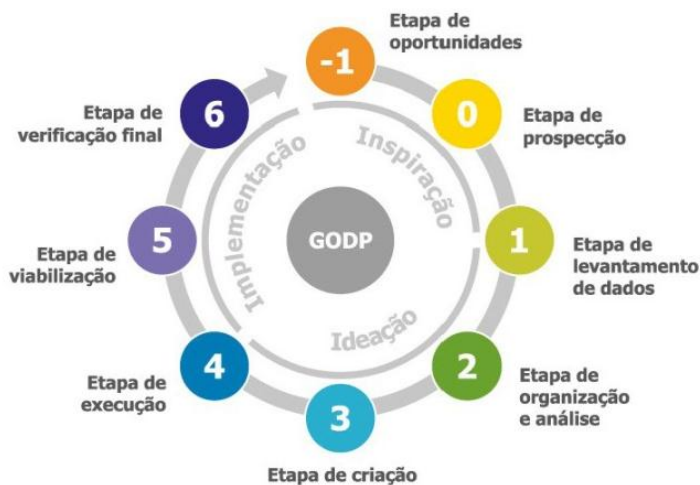 -1
Etapa de
oportunidades
0
Etapa de
prospecção
1
Etapa de
levantamento
de dados
2
Etapa de
organização
e análise
3
Etapa de criação
4
Etapa de
execução
5
Etapa de
viabilização
6
Etapa de
verificação final
Inspiração
Ideação
Implementação
GODP